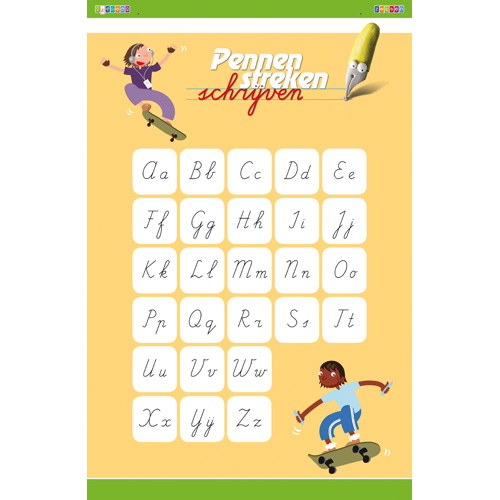 Pennen
streken
schrijven
Aa Bb Cc Dd Ee
Ff Gg Hh Ii Jj
Kk Ll Mm Nn Oo
Pp Qq Rr Ss Tt
Uu Vv Ww
Xx IJij Zz